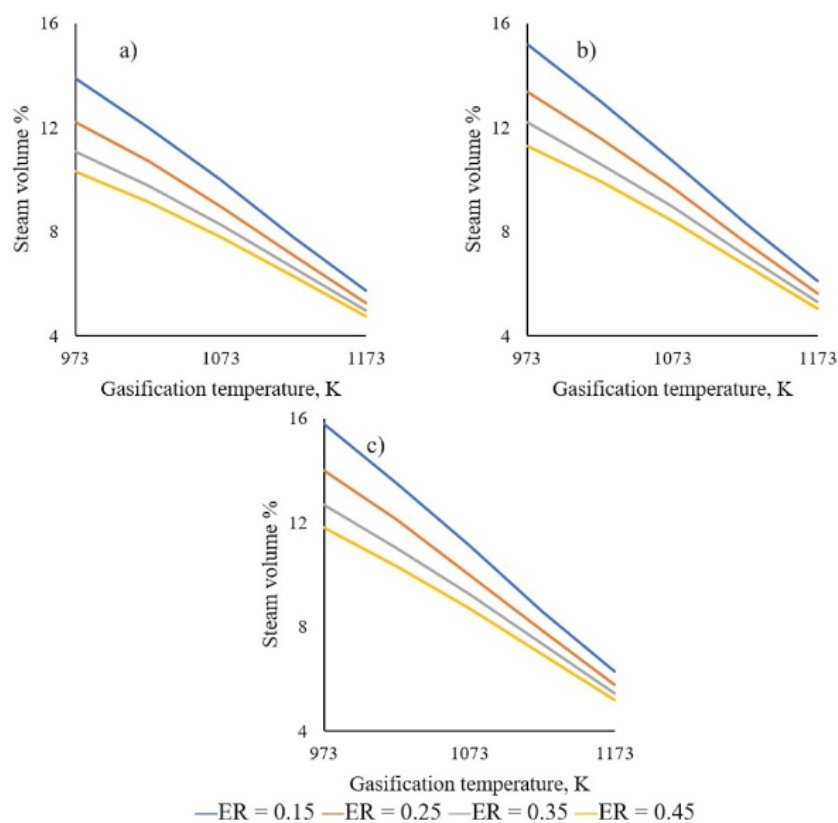 16
a)
12
8
4
Steam volume %
973 1073 1173
Gasification temperature, K
16
b)
12
8
4
Steam volume %
973 1073 1173
Gasification temperature, K
16
c)
12
8
4
Steam volume %
973 1073 1173
Gasification temperature, K
ER = 0.15 ER = 0.25 ER = 0.35 ER = 0.45